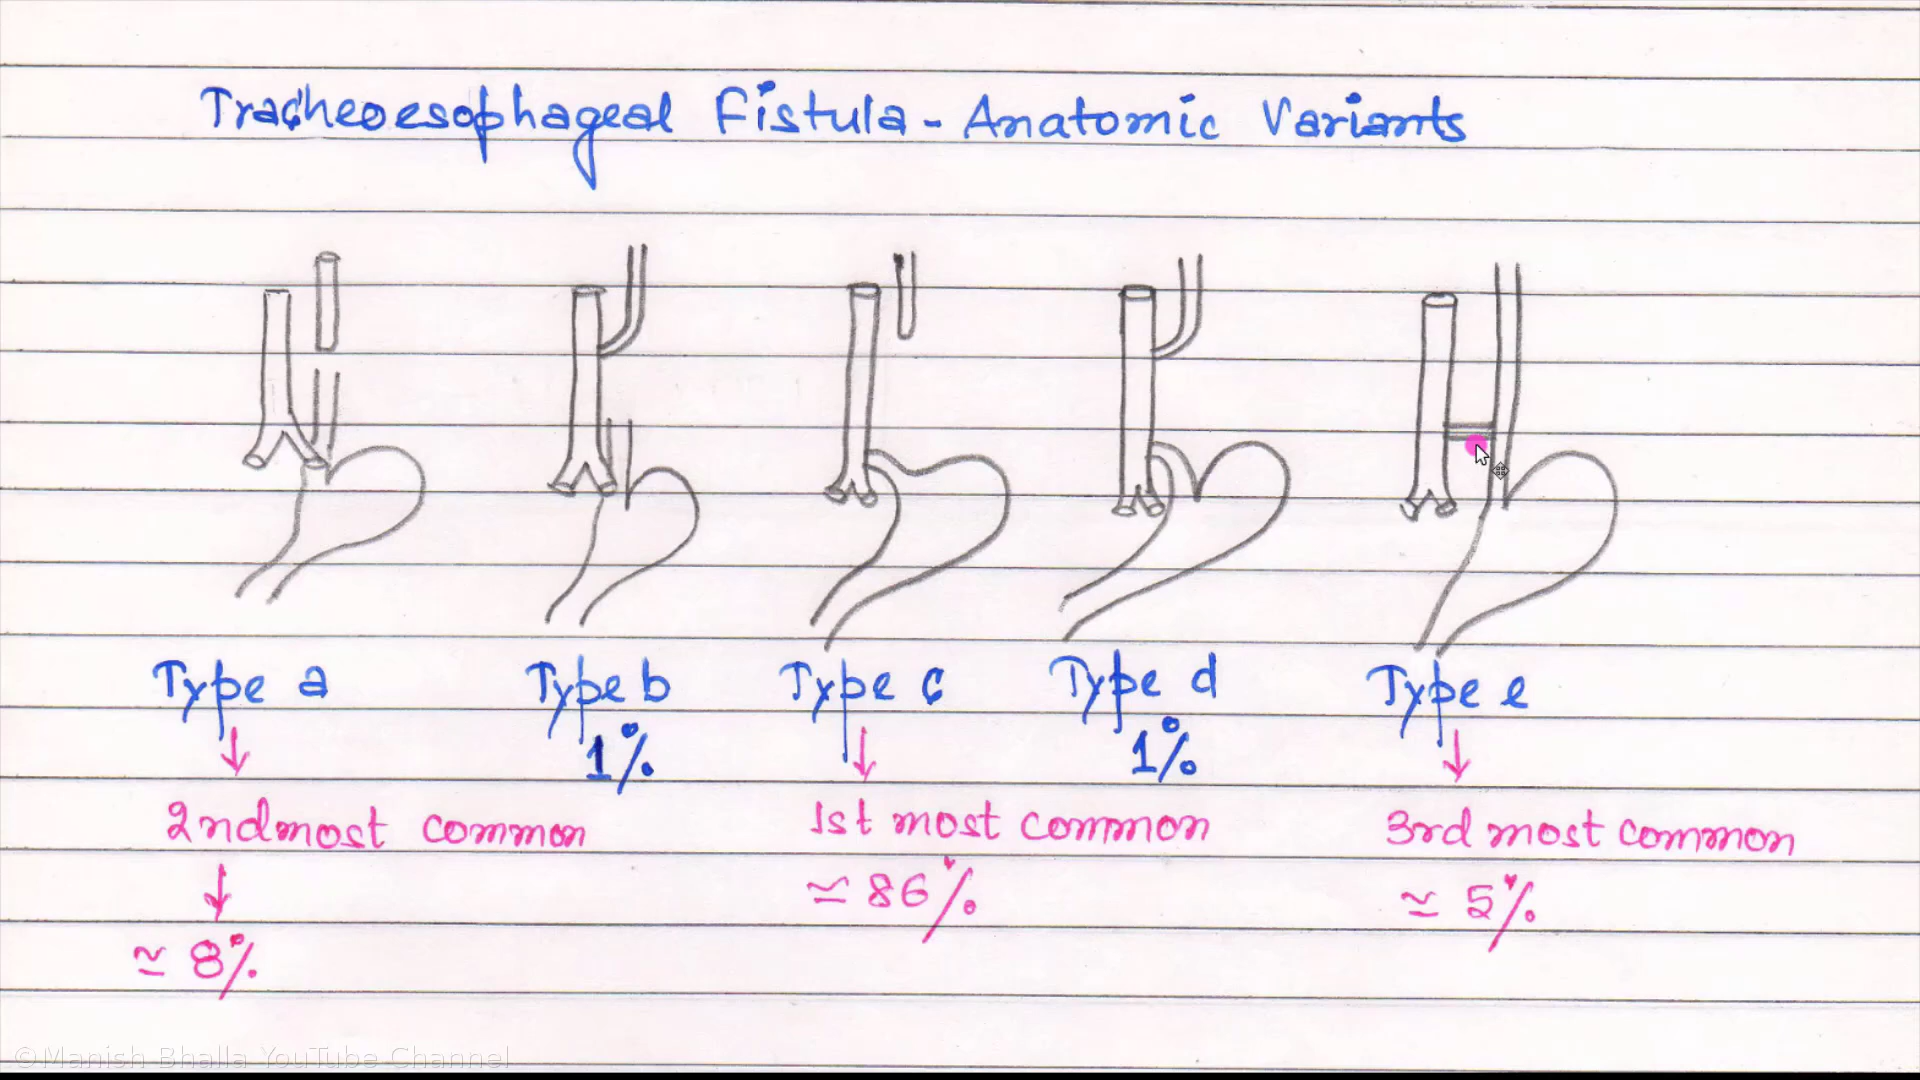 Tracheoesophageal Fistula - Anatomic Variants
Type a Type b Type c Type d Type e
1% 1%
2nd most common 1st most common 3rd most common
≃ 8% ≃ 86% ≃ 5%
©Manish Bhalla YouTube Channel